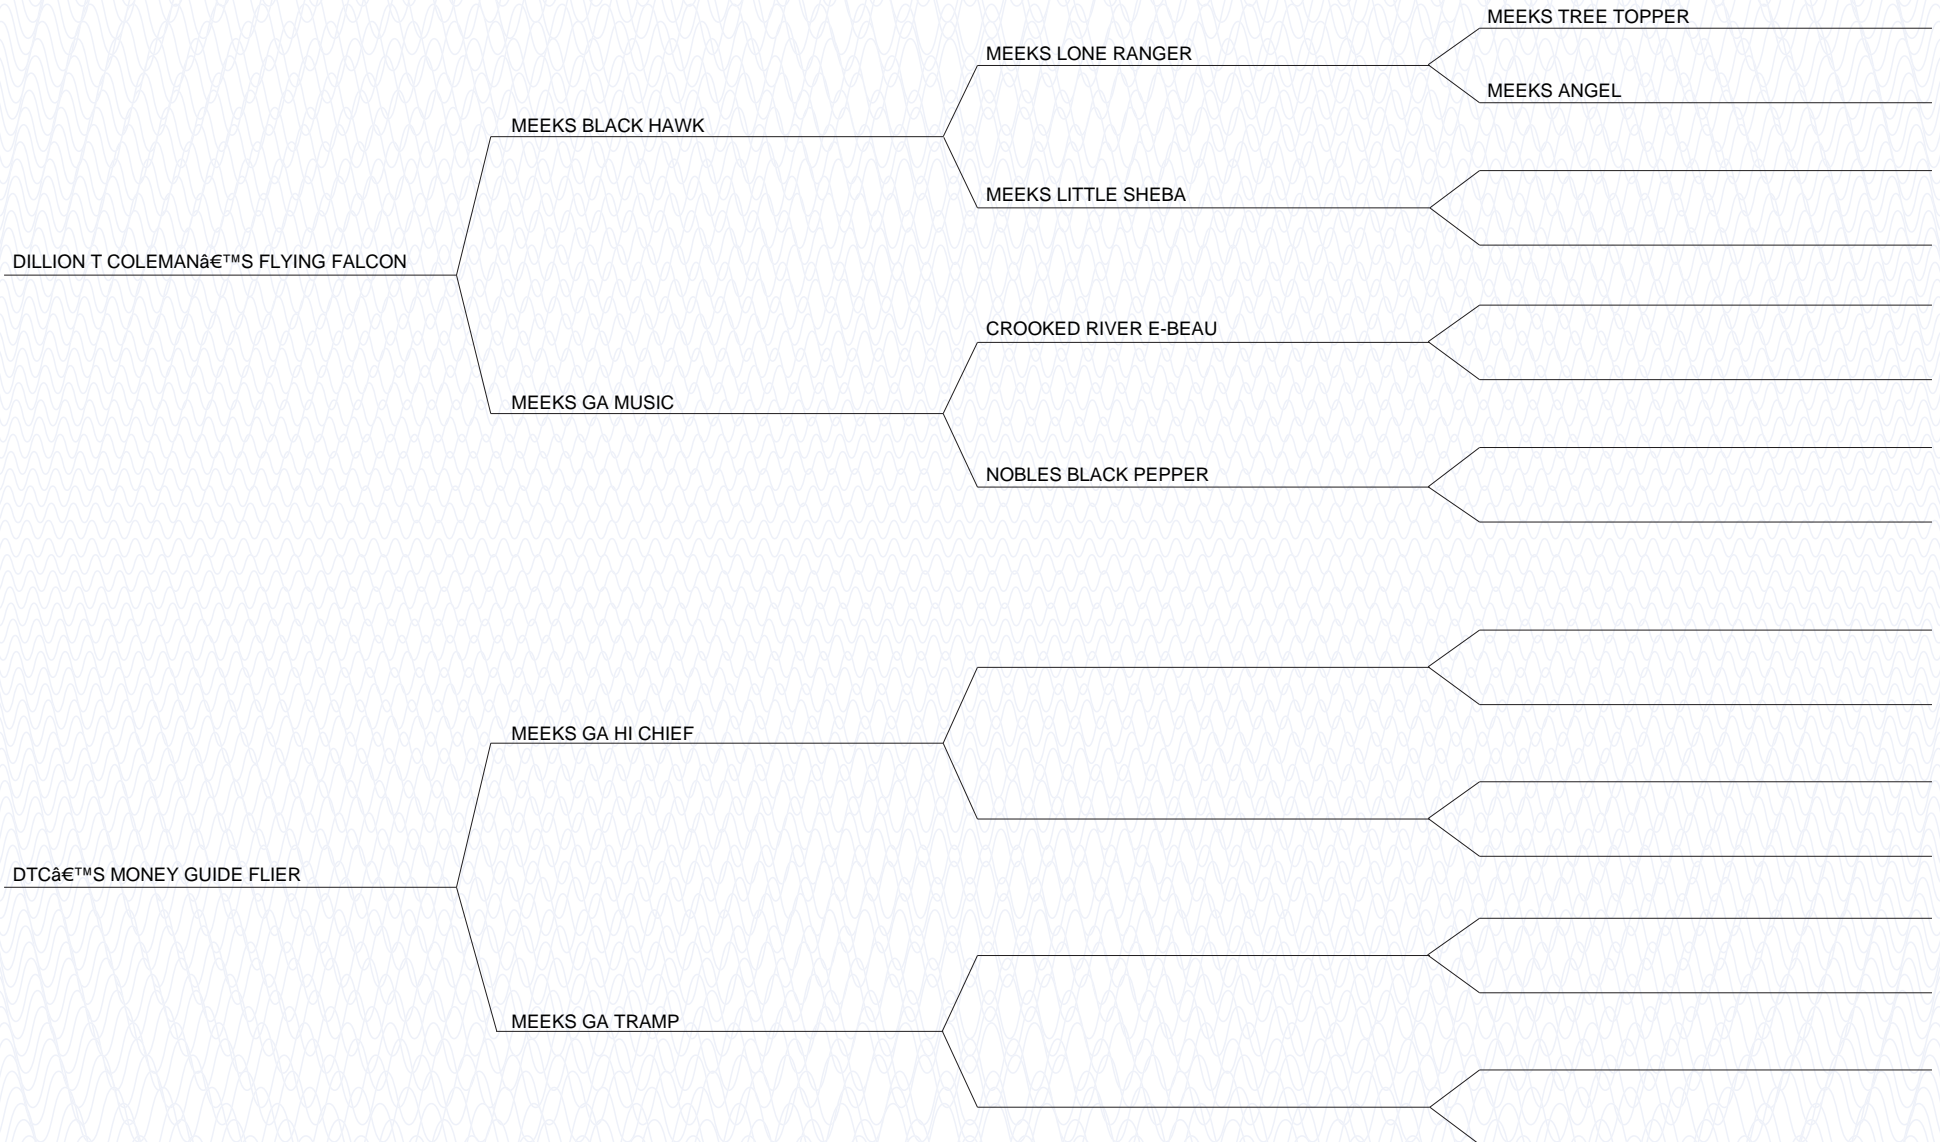 MEEKS TREE TOPPER
MEEKS LONE RANGER
MEEKS ANGEL
MEEKS BLACK HAWK
MEEKS LITTLE SHEBA
DILLION T COLEMANâ€™S FLYING FALCON
CROOKED RIVER E-BEAU
MEEKS GA MUSIC
NOBLES BLACK PEPPER
MEEKS GA HI CHIEF
DTCâ€™S MONEY GUIDE FLIER
MEEKS GA TRAMP